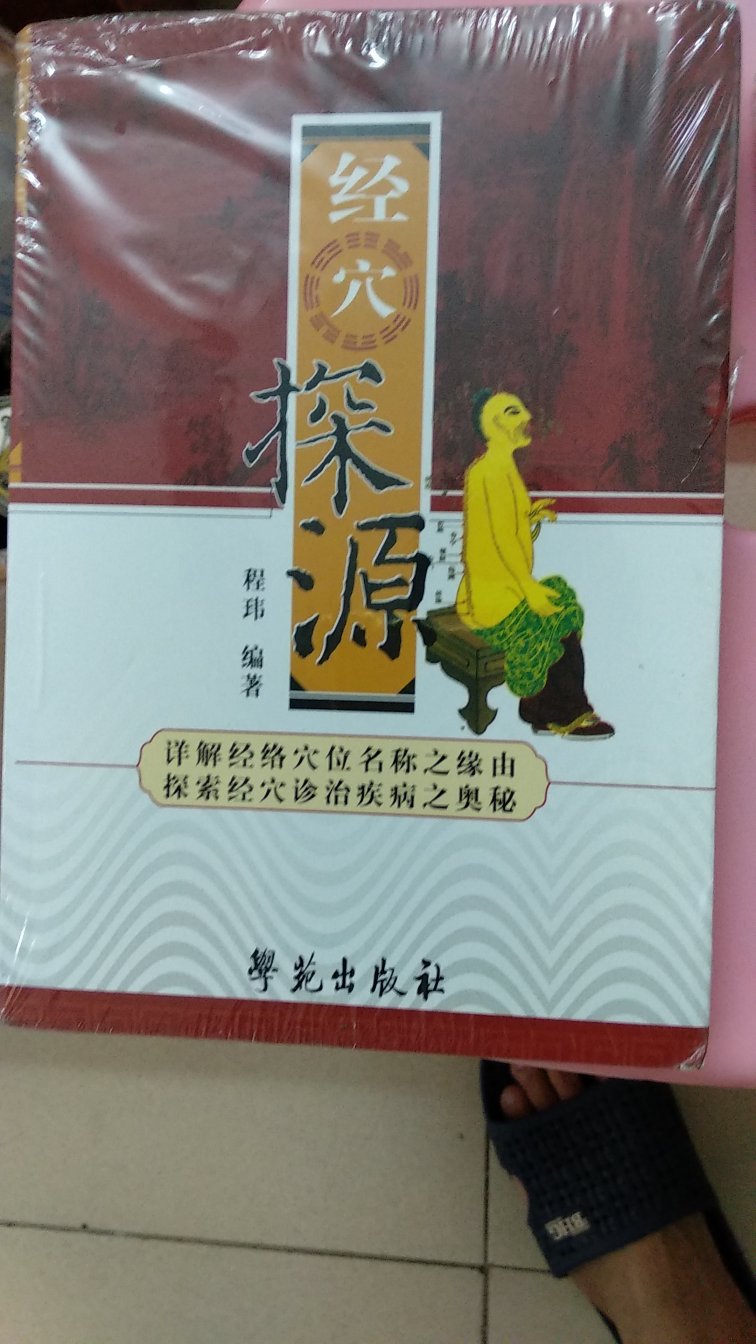 经穴探源
程玮 编著
详解经络穴位名称之缘由
探索经穴诊治疾病之奥秘
學苑出版社